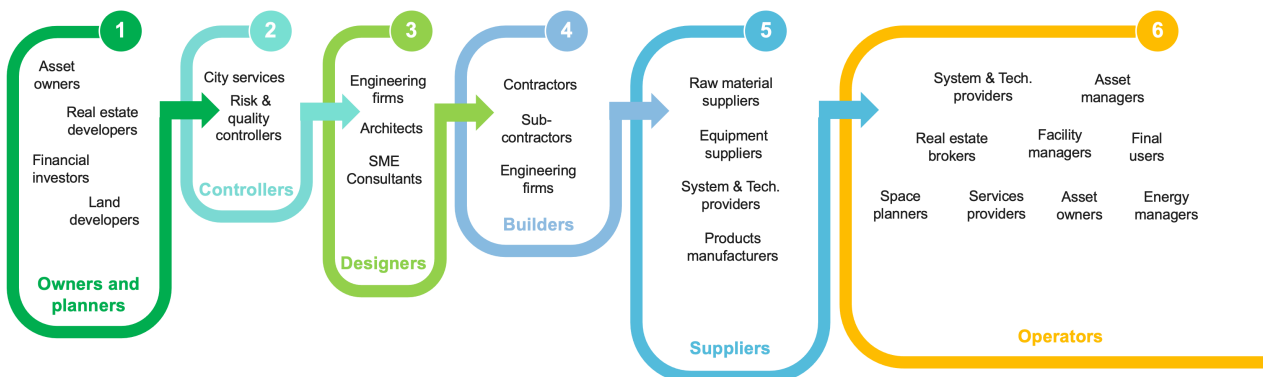 1
Asset
owners
Real estate
developers
Financial
investors
Land
developers
Owners and
planners
2
City services
Risk &
quality
controllers
Controllers
3
Engineering
firms
Architects
SME
Consultants
Designers
4
Contractors
Sub-
contractors
Engineering
firms
Builders
5
Raw material
suppliers
Equipment
suppliers
System & Tech.
providers
Products
manufacturers
Suppliers
6
System & Tech.
providers
Asset
managers
Real estate
brokers
Facility
managers
Final
users
Space
planners
Services
providers
Asset
owners
Energy
managers
Operators